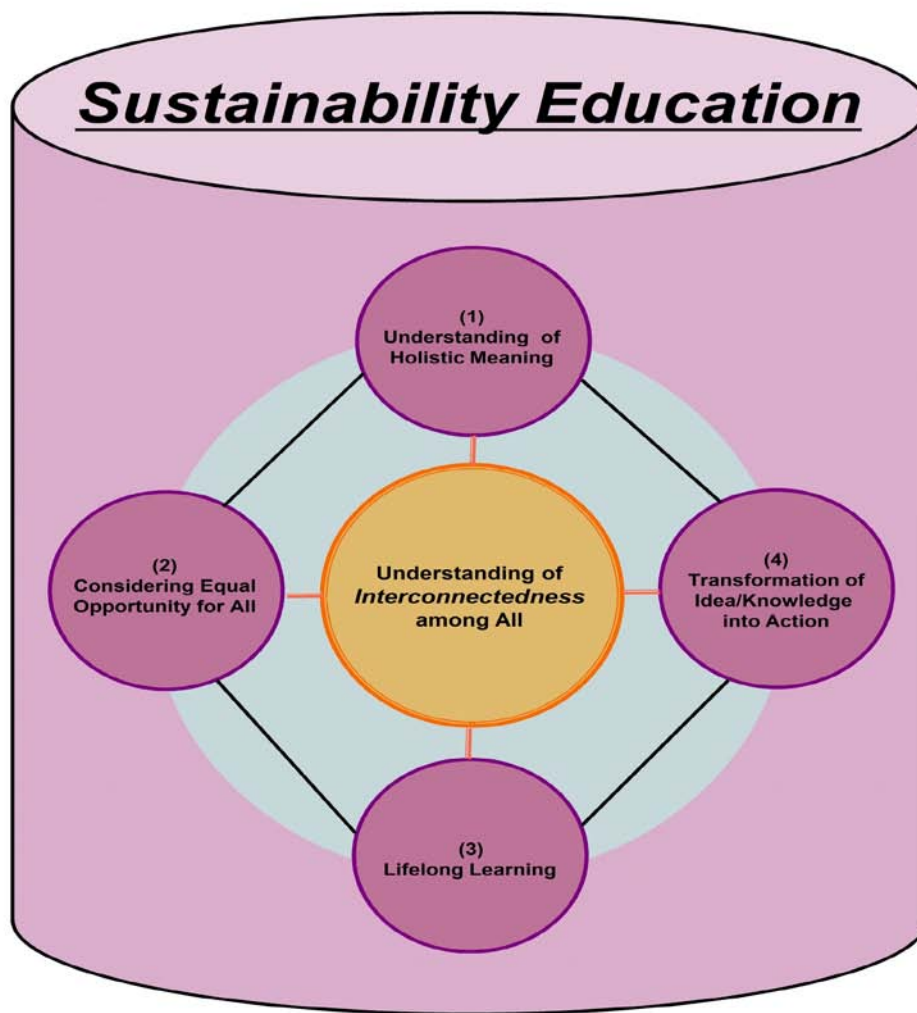 Sustainability Education
(1)
Understanding of
Holistic Meaning
(2)
Considering Equal
Opportunity for All
Understanding of
Interconnectedness
among All
(4)
Transformation of
Idea/Knowledge
into Action
(3)
Lifelong Learning